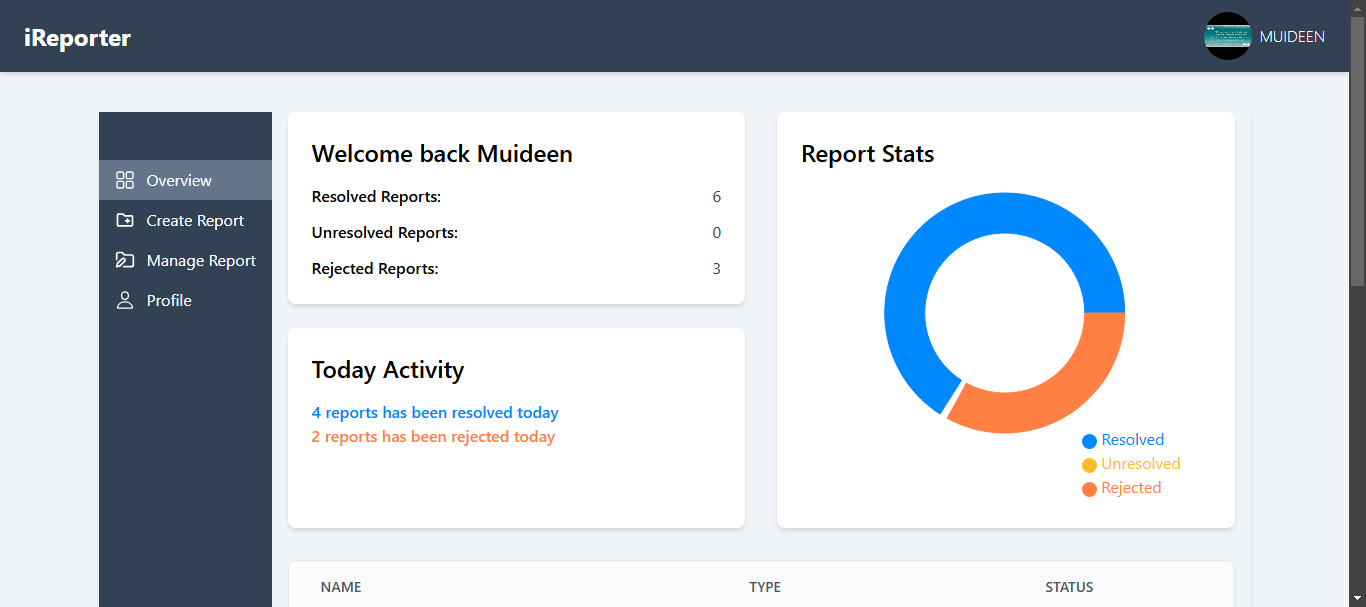 iReporter
MUIDEEN
Overview
Create Report
Manage Report
Profile
Welcome back Muideen
Resolved Reports: 6
Unresolved Reports: 0
Rejected Reports: 3
Today Activity
4 reports has been resolved today
2 reports has been rejected today
Report Stats
Resolved
Unresolved
Rejected
NAME TYPE STATUS